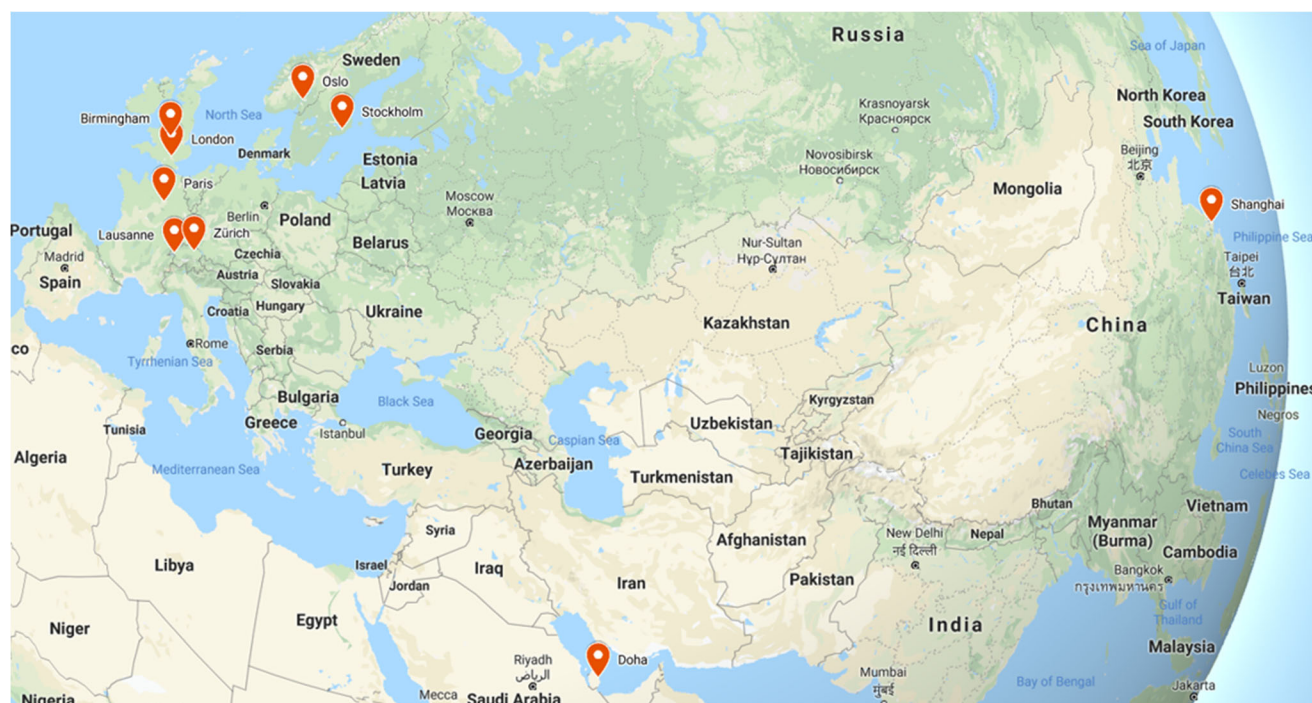 Russia
Sea of Japan
Sweden
Oslo
North Korea
Krasnoyarsk
Красноярск
Stockholm
North Sea
Birmingham
South Korea
London
Beijing
北京
Denmark
Estonia
Novosibirsk
Новосибирск
Latvia
Paris
Mongolia
Moscow
Москва
Shanghai
Berlin
Poland
Portugal
Lausanne
Zürich
Philippine Sea
Belarus
Nur-Sultan
Нұр-Сұлтан
Czechia
Madrid
Taipei
台北
Austria
Spain
Slovakia
Taiwan
Hungary
Croatia
Ukraine
Kazakhstan
China
Rome
co
Serbia
Tyrrhenian Sea
Luzon
Philippines
Bulgaria
Black Sea
Kyrgyzstan
Negros
Greece
Uzbekistan
Tunisia
Istanbul
Georgia
Caspian Sea
South
China Sea
Tajikistan
Algeria
Azerbaijan
Mediterranean Sea
Turkey
Turkmenistan
Celebes Sea
Bhutan
Vietnam
Myanmar
(Burma)
Syria
New Delhi
नई दिल्ली
Nepal
Afghanistan
Cambodia
Libya
Israel
Iraq
Bangkok
กรุงเทพมหานคร
Jordan
Iran
Pakistan
Gulf of
Thailand
Egypt
India
Niger
Malaysia
Riyadh
الرياض
Doha
Mumbai
मुंबई
Bay of Bengal
Jakarta
Mecca
Saudi Arabia
Nigeria